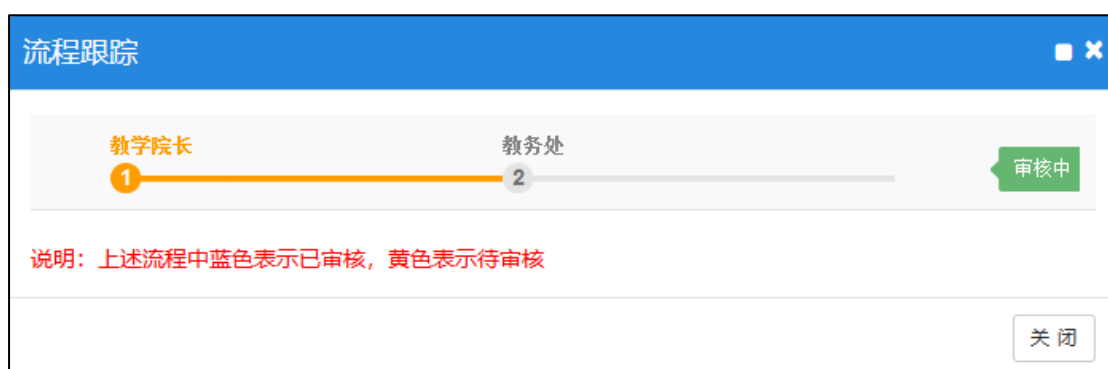 流程跟踪
教学院长
教务处
1
2
审核中
说明：上述流程中蓝色表示已审核，黄色表示待审核
关 闭